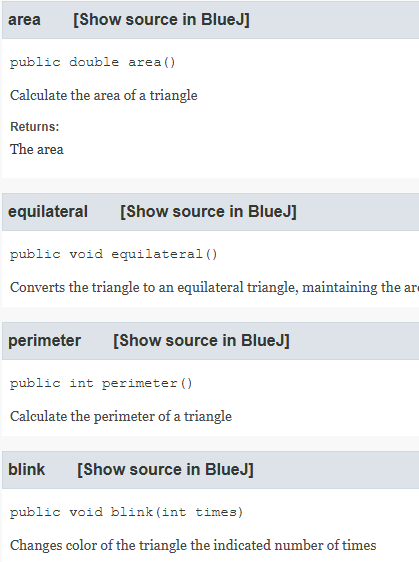 area [Show source in BlueJ]
public double area()
Calculate the area of a triangle
Returns:
The area
equilateral [Show source in BlueJ]
public void equilateral()
Converts the triangle to an equilateral triangle, maintaining the
perimeter [Show source in BlueJ]
public int perimeter()
Calculate the perimeter of a triangle
blink [Show source in BlueJ]
public void blink(int times)
Changes color of the triangle the indicated number of times